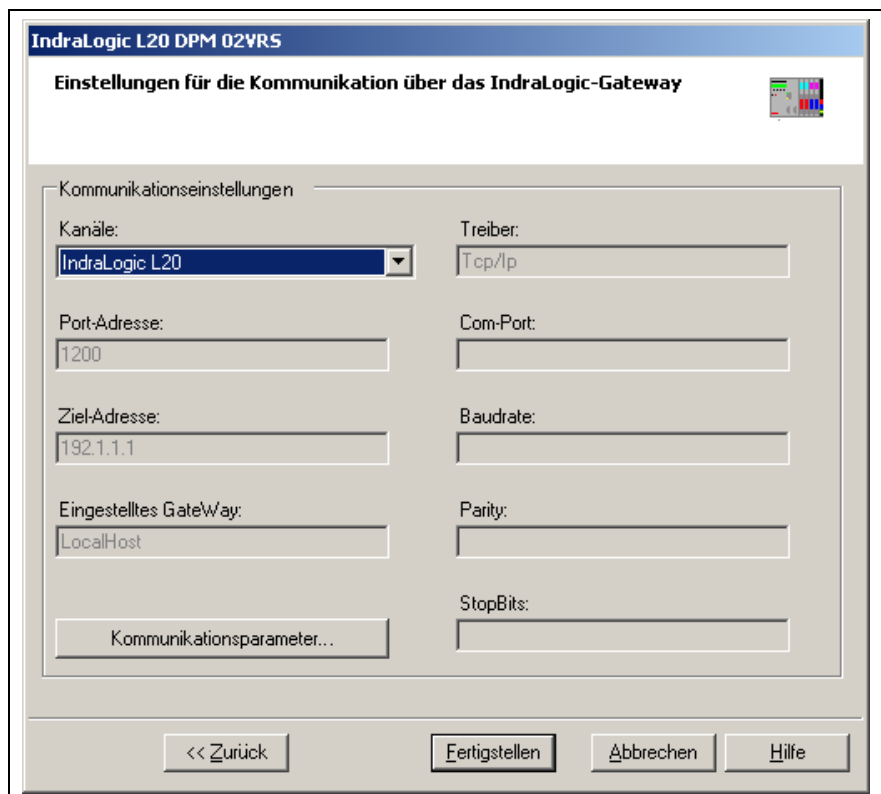 IndraLogic L20 DPM 02VRS
Einstellungen für die Kommunikation über das IndraLogic-Gateway
Kommunikationseinstellungen
Kanäle:
IndraLogic L20
Treiber:
Tcp/Ip
Port-Adresse:
1200
Com-Port:
Ziel-Adresse:
192.1.1.1
Baudrate:
Eingestelltes GateWay:
LocalHost
Parity:
StopBits:
Kommunikationsparameter...
<< Zurück
Fertigstellen
Abbrechen
Hilfe